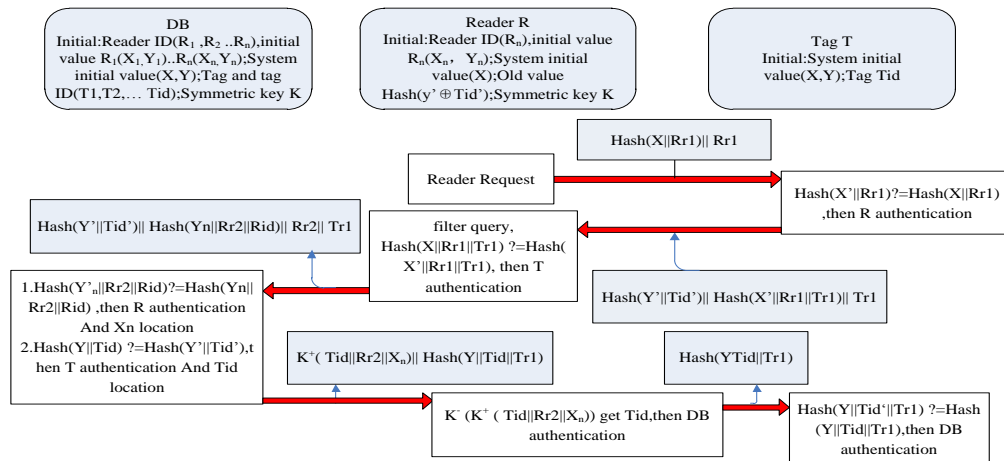 DB
Initial:Reader ID(R₁ ,R₂ ..Rₙ),initial
value R₁(X₁,Y₁)..Rₙ(Xₙ,Yₙ);System
initial value(X,Y);Tag and tag
ID(T1,T2,… Tid);Symmetric key K
Reader R
Initial:Reader ID(Rₙ),initial value
Rₙ(Xₙ， Yₙ);System initial
value(X);Old value
Hash(y’⊕Tid’);Symmetric key K
Tag T
Initial:System initial
value(X,Y);Tag Tid
Hash(X||Rr1)|| Rr1
Reader Request
Hash(X’||Rr1)?=Hash(X||Rr1)
,then R authentication
Hash(Y’||Tid’)|| Hash(Yn||Rr2||Rid)|| Rr2|| Tr1
filter query,
Hash(X||Rr1||Tr1) ?=Hash(
X’||Rr1||Tr1), then T
authentication
Hash(Y’||Tid’)|| Hash(X’||Rr1||Tr1)|| Tr1
1.Hash(Y’ₙ||Rr2||Rid)?=Hash(Yn||
Rr2||Rid) ,then R authentication
And Xn location
2.Hash(Y||Tid) ?=Hash(Y’||Tid’),t
hen T authentication And Tid
location
K⁺( Tid||Rr2||Xₙ)|| Hash(Y||Tid||Tr1)
Hash(YTid||Tr1)
K⁻ (K⁺ ( Tid||Rr2||Xₙ)) get Tid,then DB
authentication
Hash(Y||Tid‘||Tr1) ?=Hash
(Y||Tid||Tr1),then DB
authentication